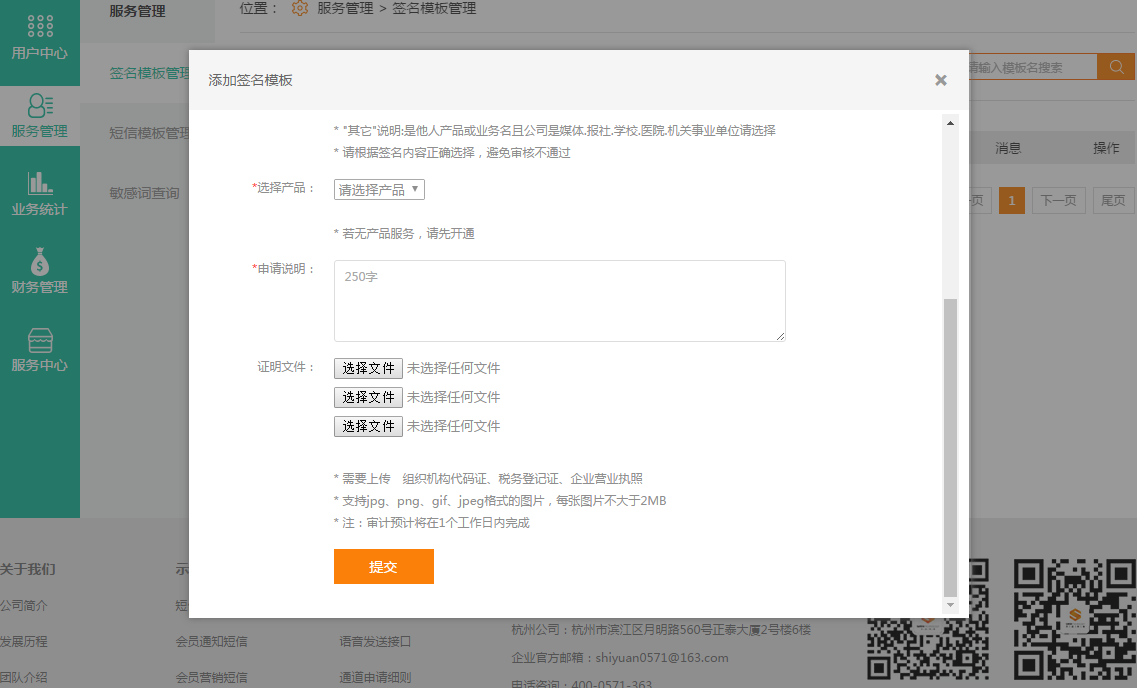 用户中心
服务管理
业务统计
财务管理
服务中心
服务管理
签名模板管理
短信模板管理
敏感词查询
位置： 服务管理 > 签名模板管理
请输入模板名搜索
消息
操作
页
1
下一页
尾页
添加签名模板
×
* "其它"说明:是他人产品或业务名且公司是媒体.报社.学校.医院.机关事业单位请选择
* 请根据签名内容正确选择，避免审核不通过
*选择产品：
请选择产品
* 若无产品服务，请先开通
*申请说明：
250字
证明文件：
选择文件 未选择任何文件
选择文件 未选择任何文件
选择文件 未选择任何文件
* 需要上传 组织机构代码证、税务登记证、企业营业执照
* 支持jpg、png、gif、jpeg格式的图片，每张图片不大于2MB
* 注：审计预计将在1个工作日内完成
提交
关于我们
公司简介
发展历程
团队介绍
示
短
会员通知短信
会员营销短信
语音发送接口
通道申请细则
杭州公司：杭州市滨江区月明路560号正泰大厦2号楼6楼
企业官方邮箱：shiyuan0571@163.com
电话咨询：400-0571-363